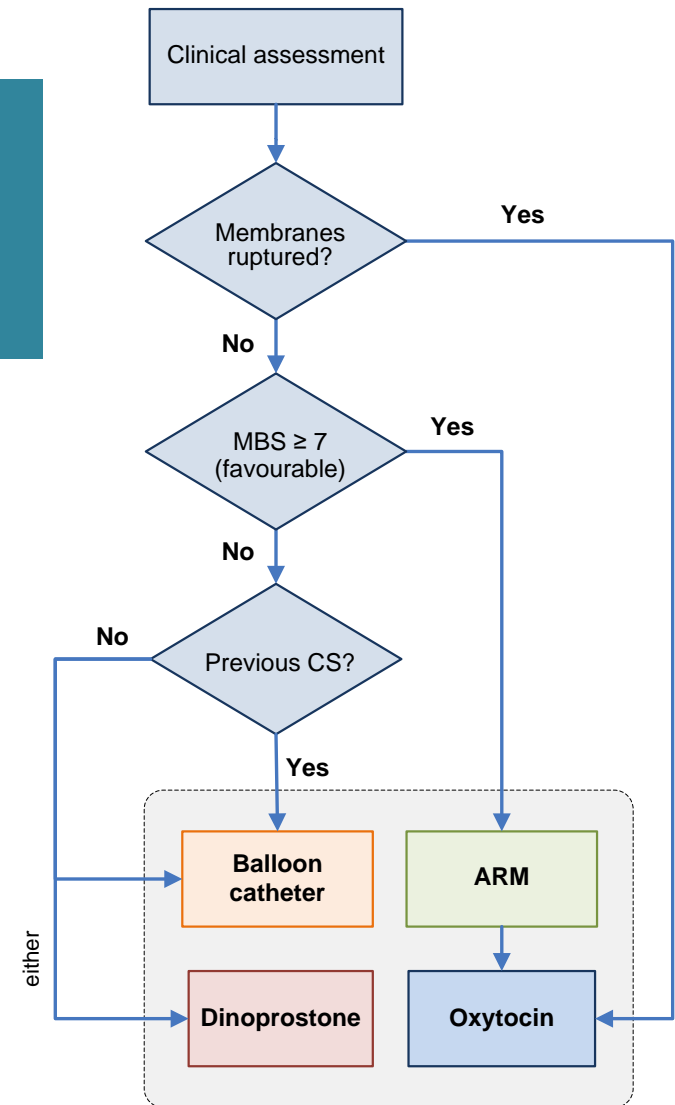 Clinical assessment
Membranes
ruptured?
Yes
No
MBS ≥ 7
(favourable)
Yes
No
No
Previous CS?
Yes
Balloon
catheter
ARM
either
Dinoprostone
Oxytocin